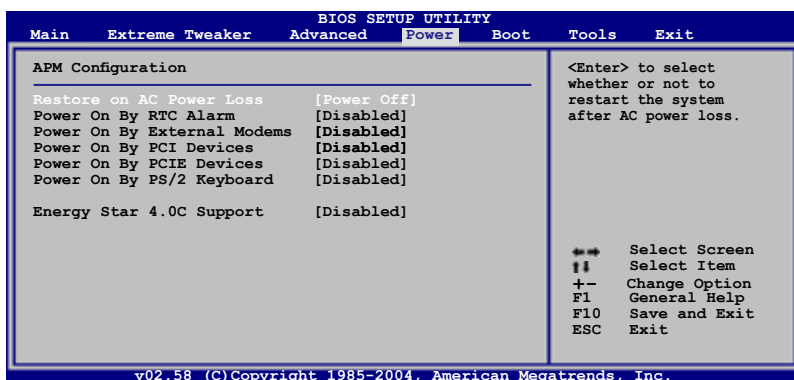 BIOS SETUP UTILITY
Main Extreme Tweaker Advanced Power Boot Tools Exit
APM Configuration
Restore on AC Power Loss [Power Off]
Power On By RTC Alarm [Disabled]
Power On By External Modems [Disabled]
Power On By PCI Devices [Disabled]
Power On By PCIE Devices [Disabled]
Power On By PS/2 Keyboard [Disabled]
Energy Star 4.0C Support [Disabled]
<Enter> to select
whether or not to
restart the system
after AC power loss.
←→ Select Screen
↑↓ Select Item
+- Change Option
F1 General Help
F10 Save and Exit
ESC Exit
v02.58 (C)Copyright 1985-2004, American Megatrends, Inc.